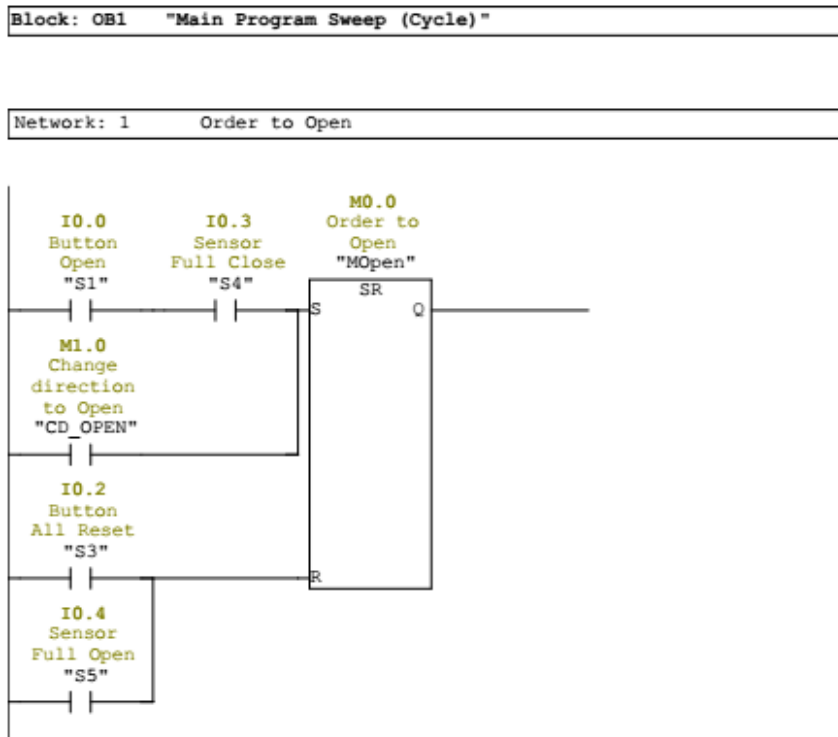 Block: OB1    "Main Program Sweep (Cycle)"
Network: 1    Order to Open
I0.0
Button
Open
"S1"
I0.3
Sensor
Full Close
"S4"
M0.0
Order to
Open
"MOpen"
SR
S
Q
M1.0
Change
direction
to Open
"CD_OPEN"
I0.2
Button
All Reset
"S3"
R
I0.4
Sensor
Full Open
"S5"